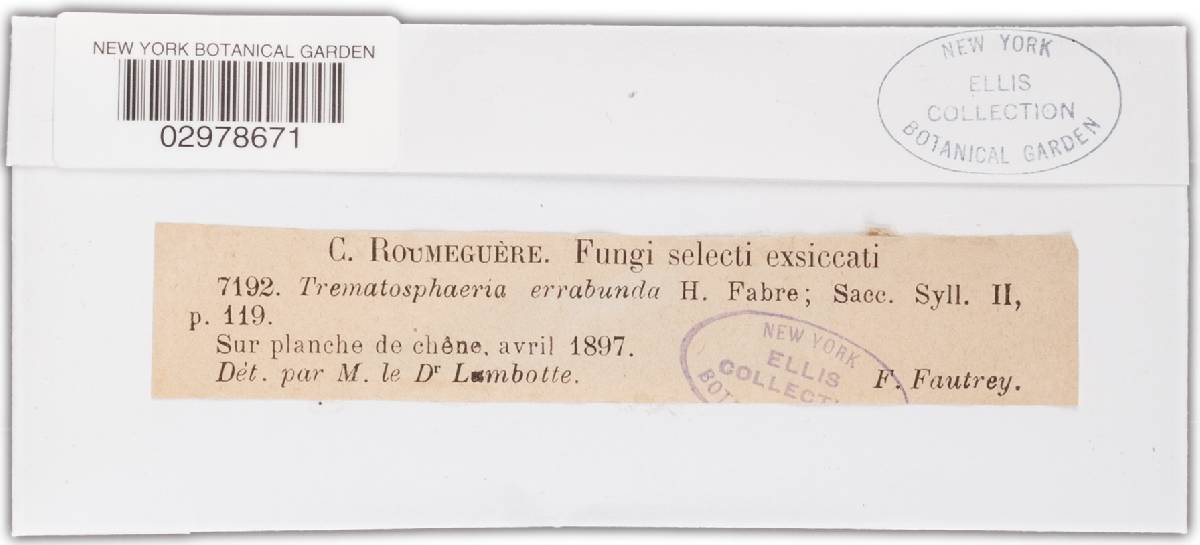 NEW YORK BOTANICAL GARDEN
02978671
NEW YORK
ELLIS
COLLECTION
BOTANICAL GARDEN
C. ROUMEGUÈRE. Fungi selecti exsiccati
7192. Trematosphaeria errabunda H. Fabre; Sacc. Syll. II,
p. 119.
Sur planche de chêne, avril 1897.
Dét. par M. le Dr Lambotte.
F. Fautrey.
NEW YORK
ELLIS
COLLECTI